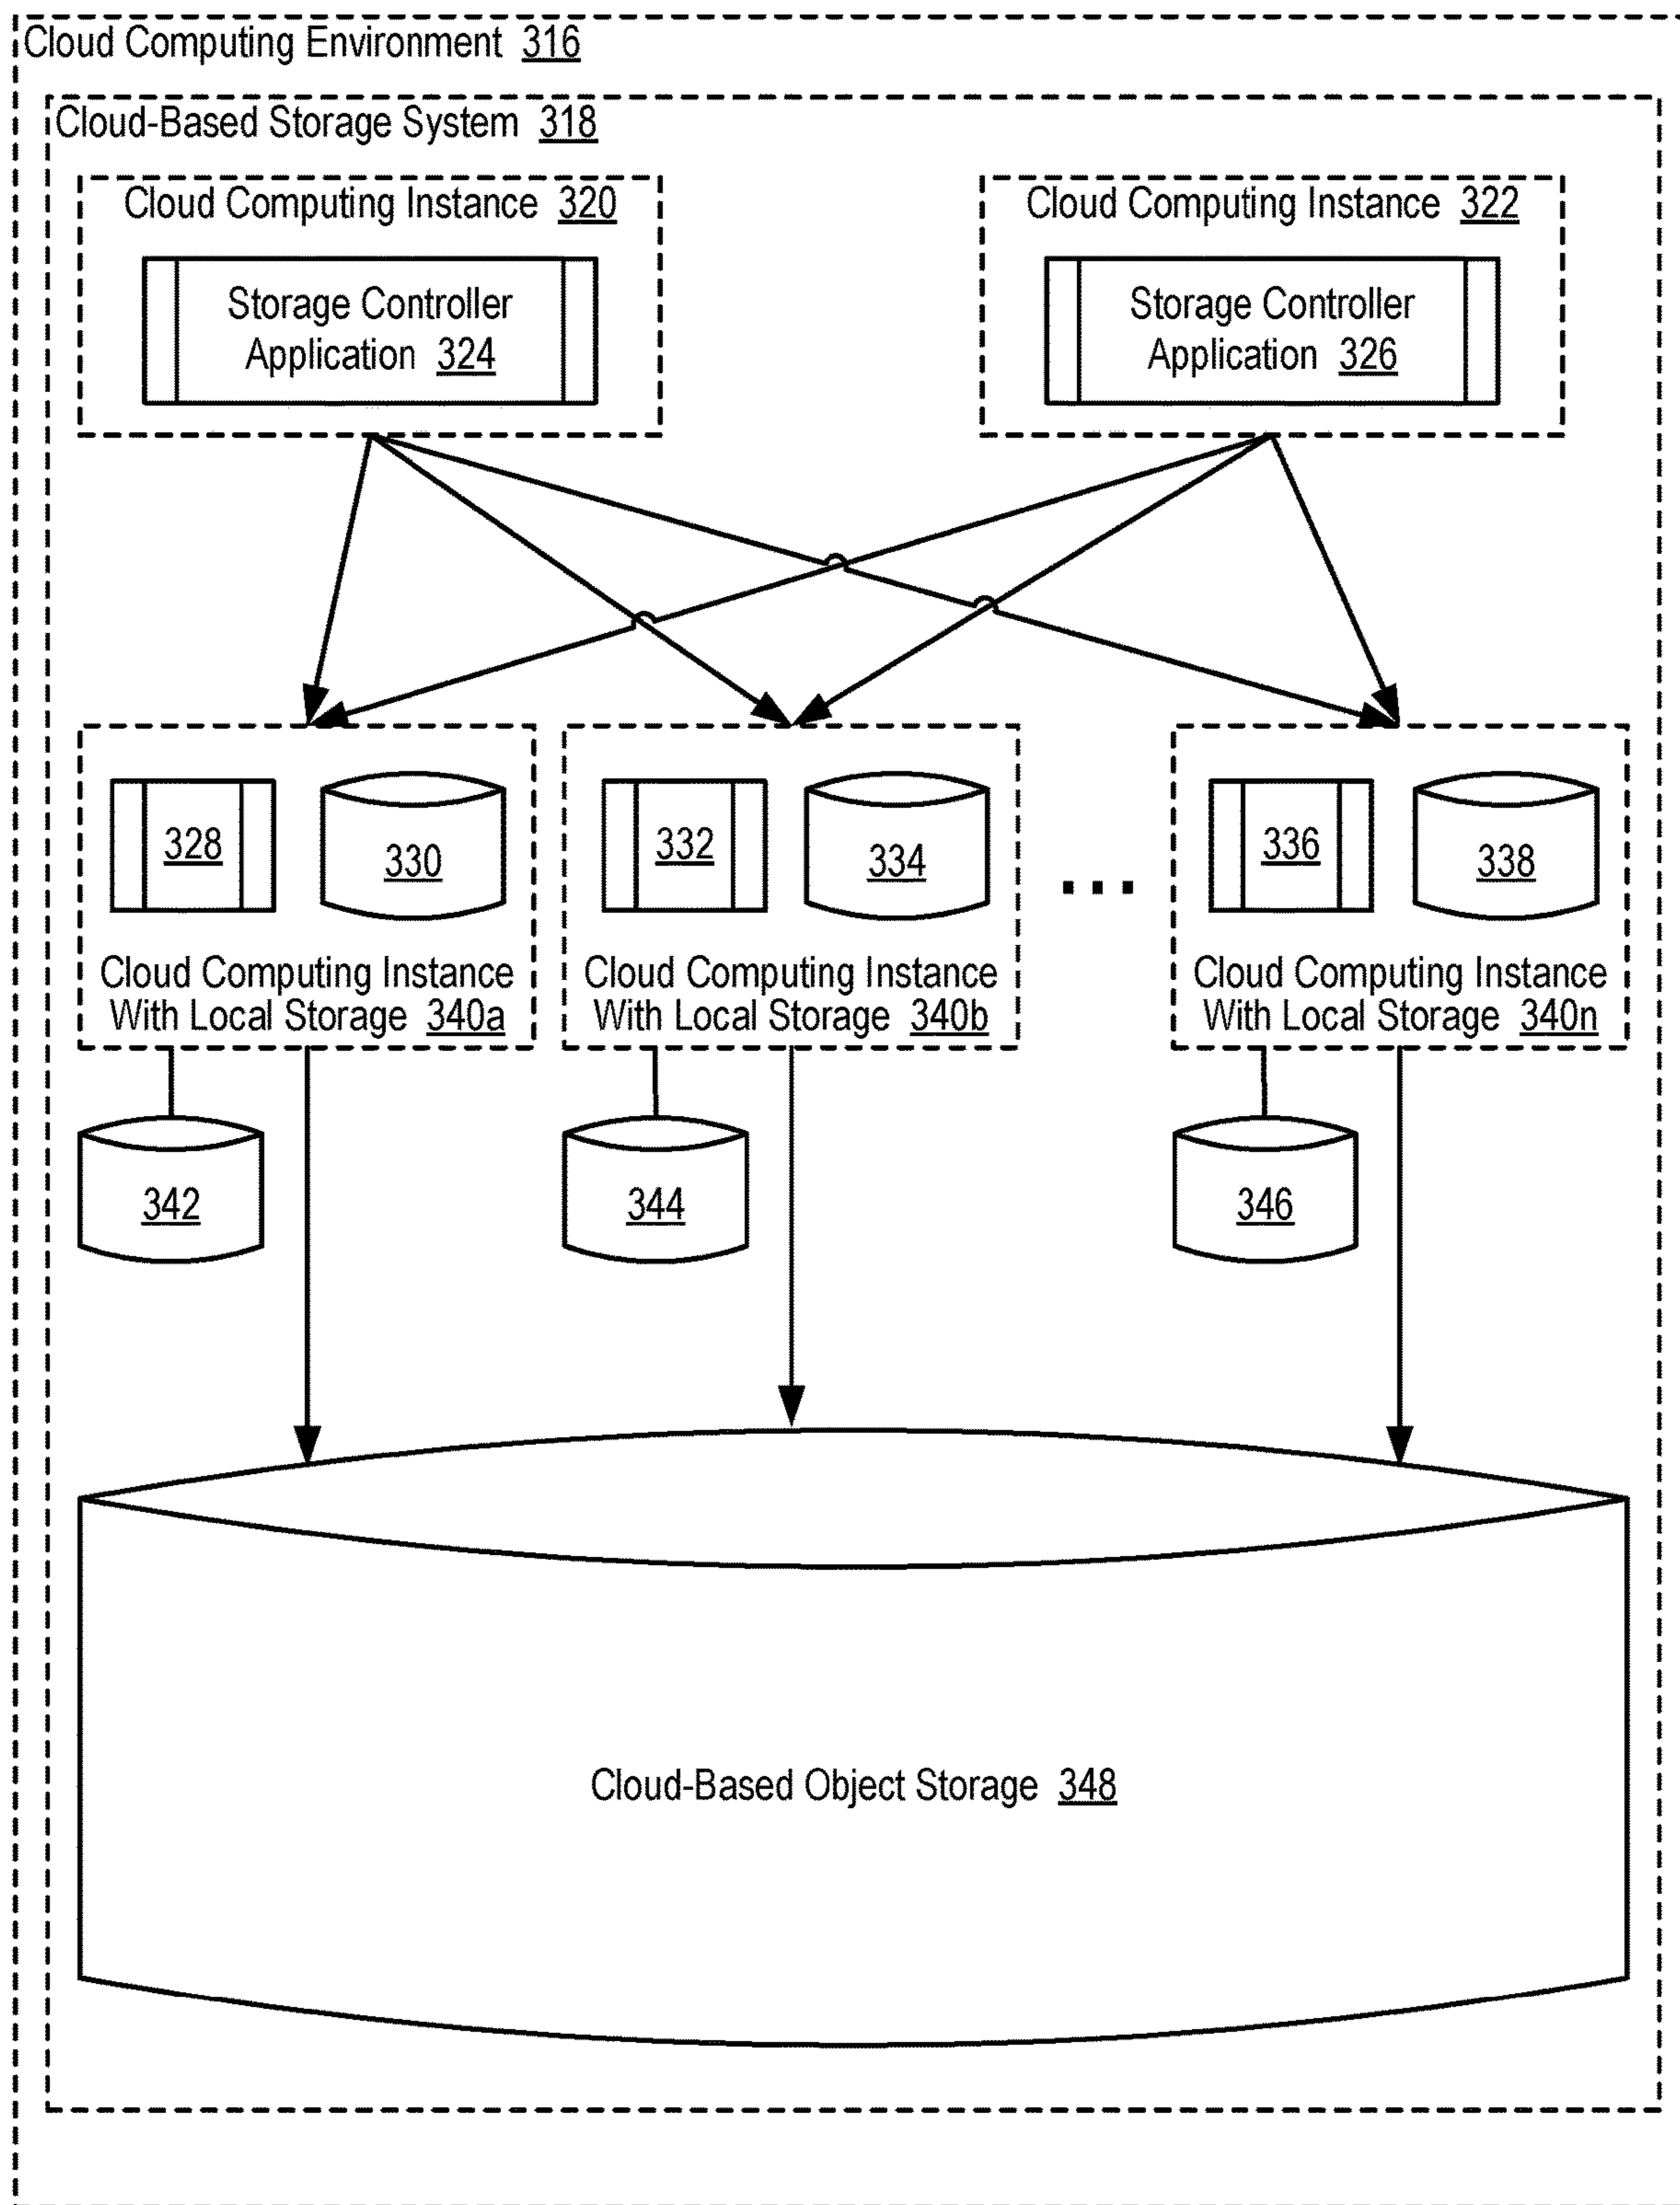 Cloud Computing Environment 316
Cloud-Based Storage System 318
Cloud Computing Instance 320
Storage Controller
Application 324
Cloud Computing Instance 322
Storage Controller
Application 326
328
330
Cloud Computing Instance
With Local Storage 340a
332
334
Cloud Computing Instance
With Local Storage 340b
...
336
338
Cloud Computing Instance
With Local Storage 340n
342
344
346
Cloud-Based Object Storage 348